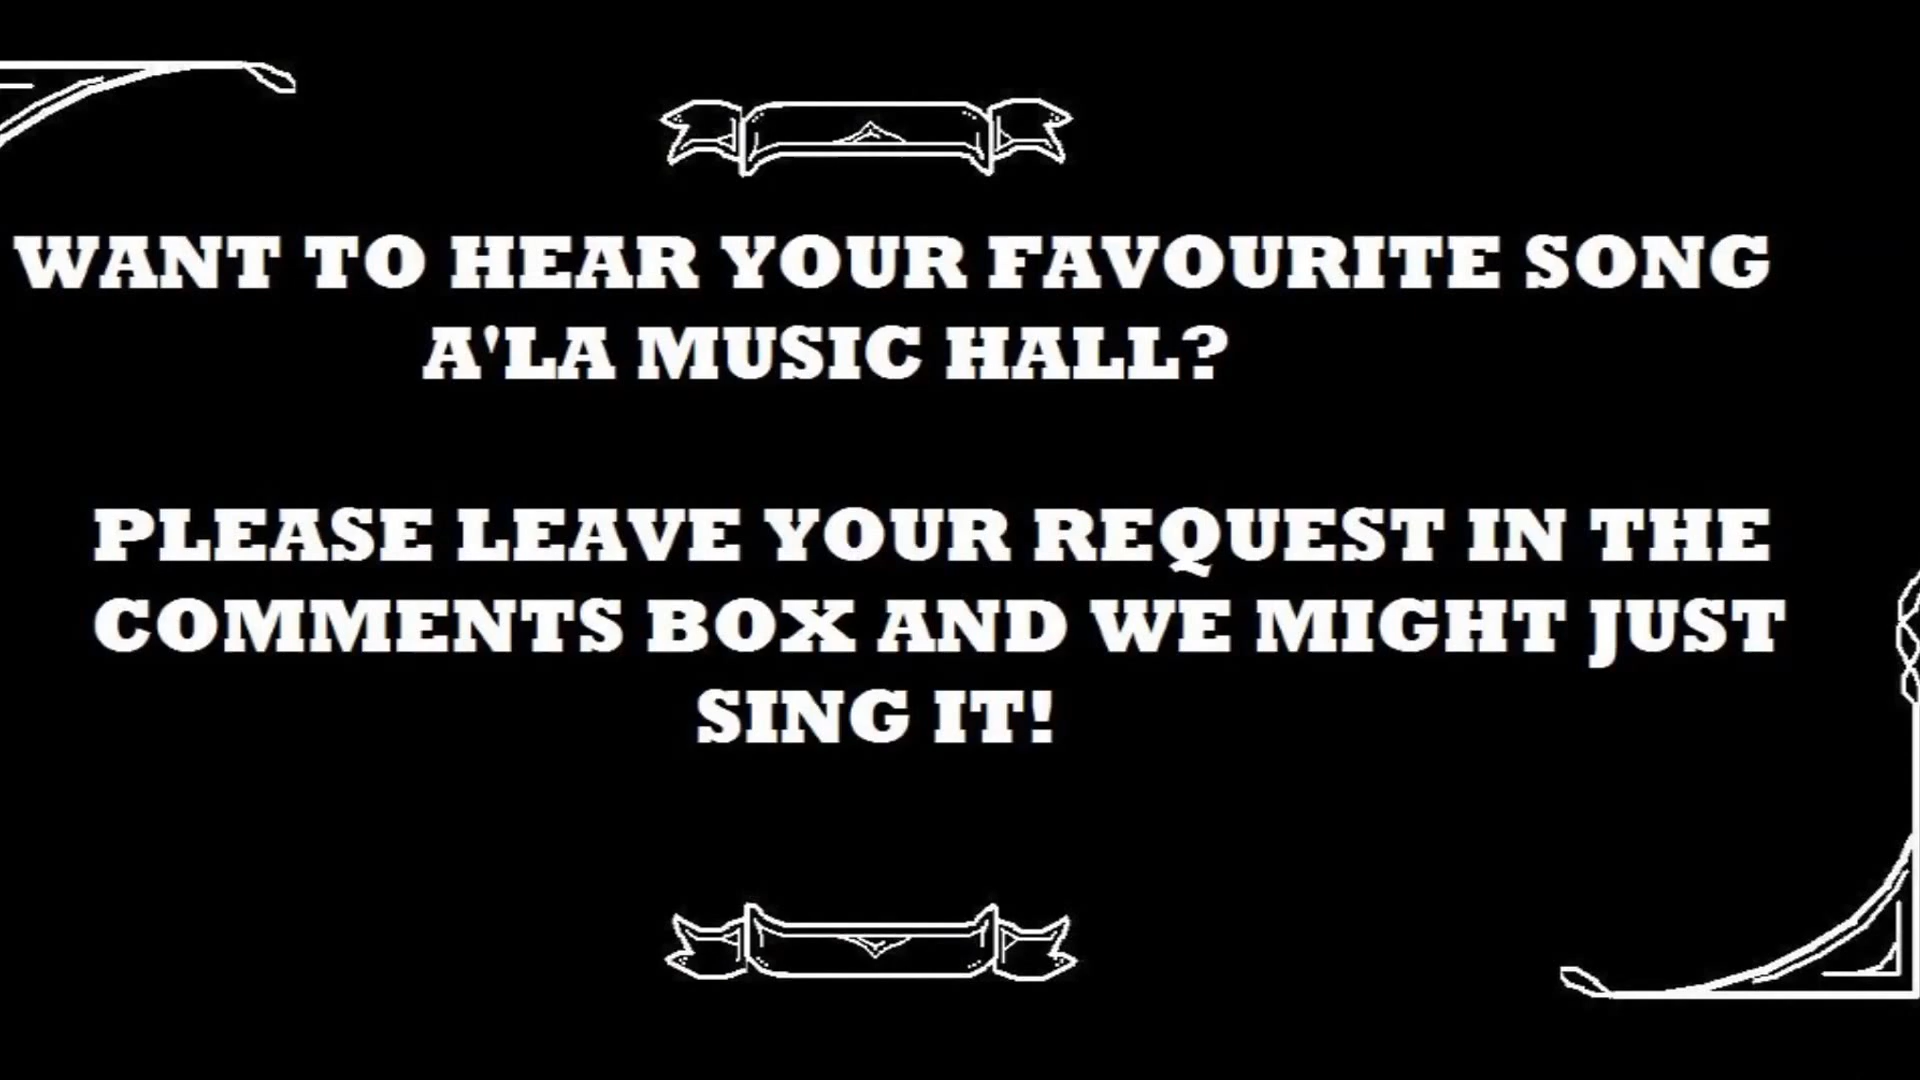 WANT TO HEAR YOUR FAVOURITE SONG
A'LA MUSIC HALL?
PLEASE LEAVE YOUR REQUEST IN THE
COMMENTS BOX AND WE MIGHT JUST
SING IT!